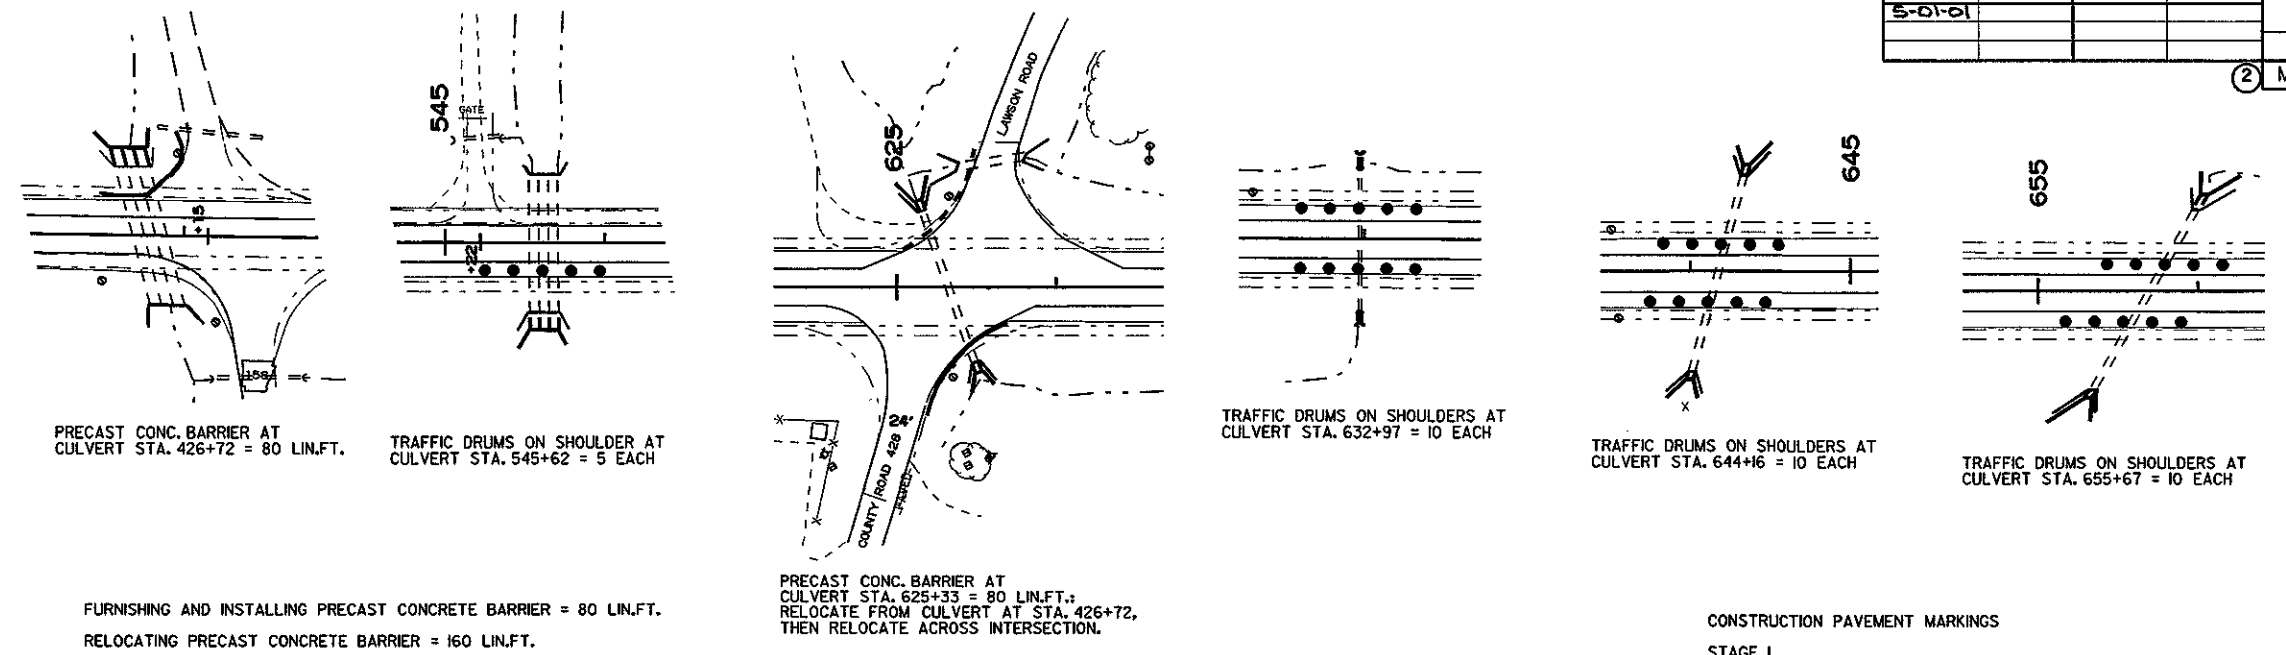 S-01-01
2
M
+15
158
PRECAST CONC. BARRIER AT
CULVERT STA. 426+72 = 80 LIN.FT.
545
GATE
+22
TRAFFIC DRUMS ON SHOULDER AT
CULVERT STA. 545+62 = 5 EACH
625
LAWSON ROAD
COUNTY ROAD 428
24'
PAVED
PRECAST CONC. BARRIER AT
CULVERT STA. 625+33 = 80 LIN.FT.:
RELOCATE FROM CULVERT AT STA. 426+72,
THEN RELOCATE ACROSS INTERSECTION.
TRAFFIC DRUMS ON SHOULDERS AT
CULVERT STA. 632+97 = 10 EACH
645
TRAFFIC DRUMS ON SHOULDERS AT
CULVERT STA. 644+16 = 10 EACH
655
TRAFFIC DRUMS ON SHOULDERS AT
CULVERT STA. 655+67 = 10 EACH
FURNISHING AND INSTALLING PRECAST CONCRETE BARRIER = 80 LIN.FT.
RELOCATING PRECAST CONCRETE BARRIER = 160 LIN.FT.
CONSTRUCTION PAVEMENT MARKINGS
STAGE 1